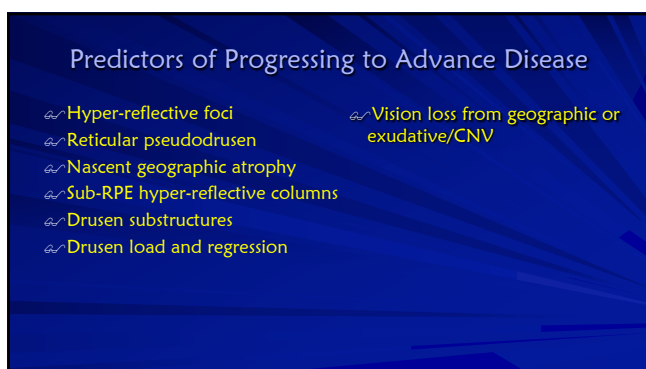 Predictors of Progressing to Advance Disease
Hyper-reflective foci
Reticular pseudodrusen
Nascent geographic atrophy
Sub-RPE hyper-reflective columns
Drusen substructures
Drusen load and regression
Vision loss from geographic or
exudative/CNV